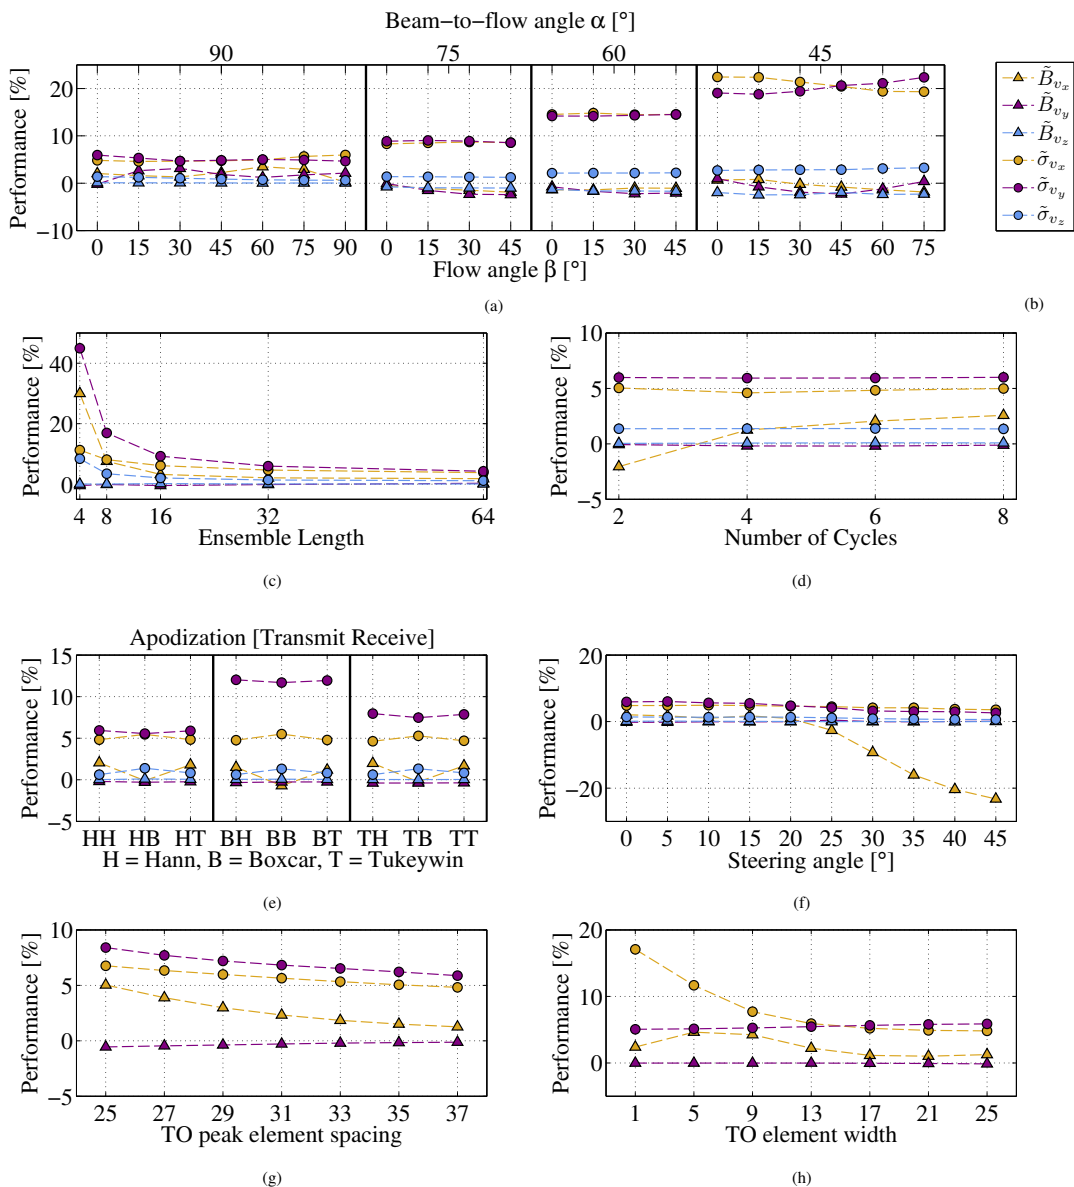 Beam−to−flow angle α [°]
90 75 60 45
Performance [%]
20
10
0
−10
0 15 30 45 60 75 90 0 15 30 45 0 15 30 45 0 15 30 45 60 75
Flow angle β [°]
B̃vx
B̃vy
B̃vz
σ̃vx
σ̃vy
σ̃vz
(a)
(b)
Performance [%]
40
20
0
4 8 16 32 64
Ensemble Length
(c)
Performance [%]
10
5
0
−5
2 4 6 8
Number of Cycles
(d)
Apodization [Transmit Receive]
Performance [%]
15
10
5
0
−5
HH HB HT BH BB BT TH TB TT
H = Hann, B = Boxcar, T = Tukeywin
(e)
Performance [%]
20
0
−20
0 5 10 15 20 25 30 35 40 45
Steering angle [°]
(f)
Performance [%]
10
5
0
−5
25 27 29 31 33 35 37
TO peak element spacing
(g)
Performance [%]
20
10
0
1 5 9 13 17 21 25
TO element width
(h)